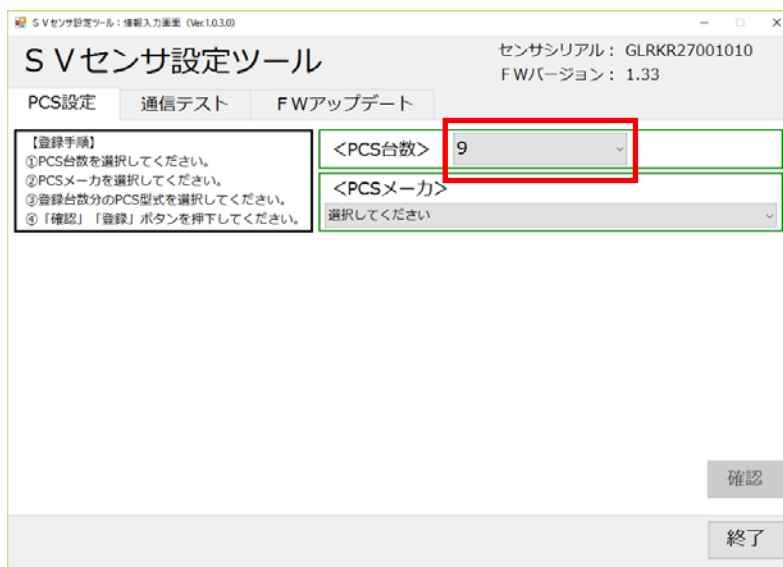 SVセンサ設定ツール：情報入力画面 (Ver.1.0.3.0)
ＳＶセンサ設定ツール
センサシリアル： GLRKR27001010
ＦＷバージョン： 1.33
PCS設定 通信テスト ＦＷアップデート
【登録手順】
①PCS台数を選択してください。
②PCSメーカを選択してください。
③登録台数分のPCS型式を選択してください。
④「確認」「登録」ボタンを押下してください。
<PCS台数> 9
<PCSメーカ>
選択してください
確認
終了